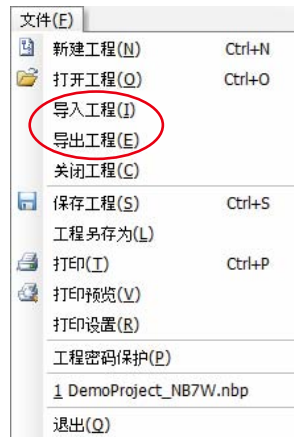 文件(F)
新建工程(N) Ctrl+N
打开工程(O) Ctrl+O
导入工程(I)
导出工程(E)
关闭工程(C)
保存工程(S) Ctrl+S
工程另存为(L)
打印(T) Ctrl+P
打印预览(V)
打印设置(R)
工程密码保护(P)
1 DemoProject_NB7W.nbp
退出(Q)